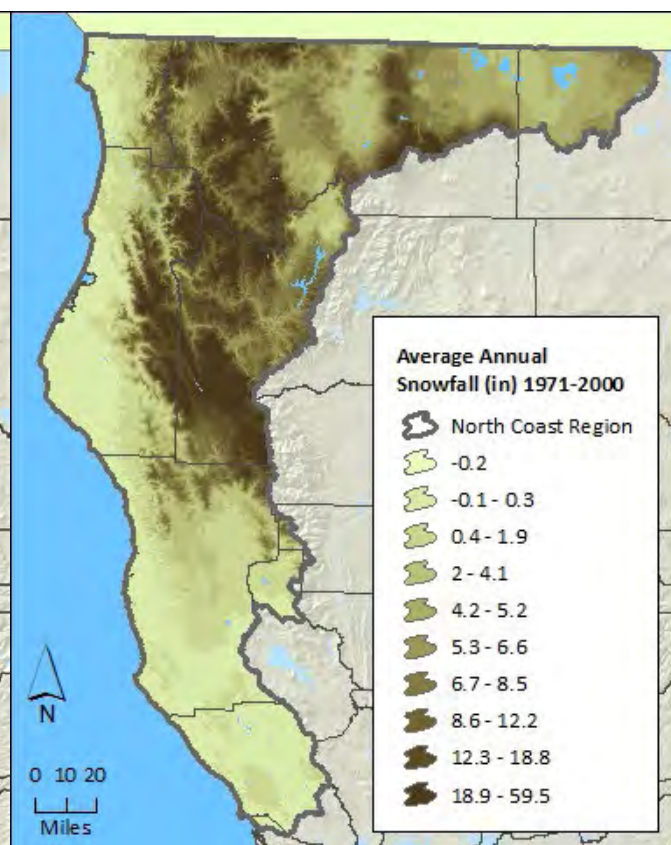 Average Annual
Snowfall (in) 1971-2000
North Coast Region
-0.2
-0.1 - 0.3
0.4 - 1.9
2 - 4.1
4.2 - 5.2
5.3 - 6.6
6.7 - 8.5
8.6 - 12.2
12.3 - 18.8
18.9 - 59.5
N
0 10 20
Miles